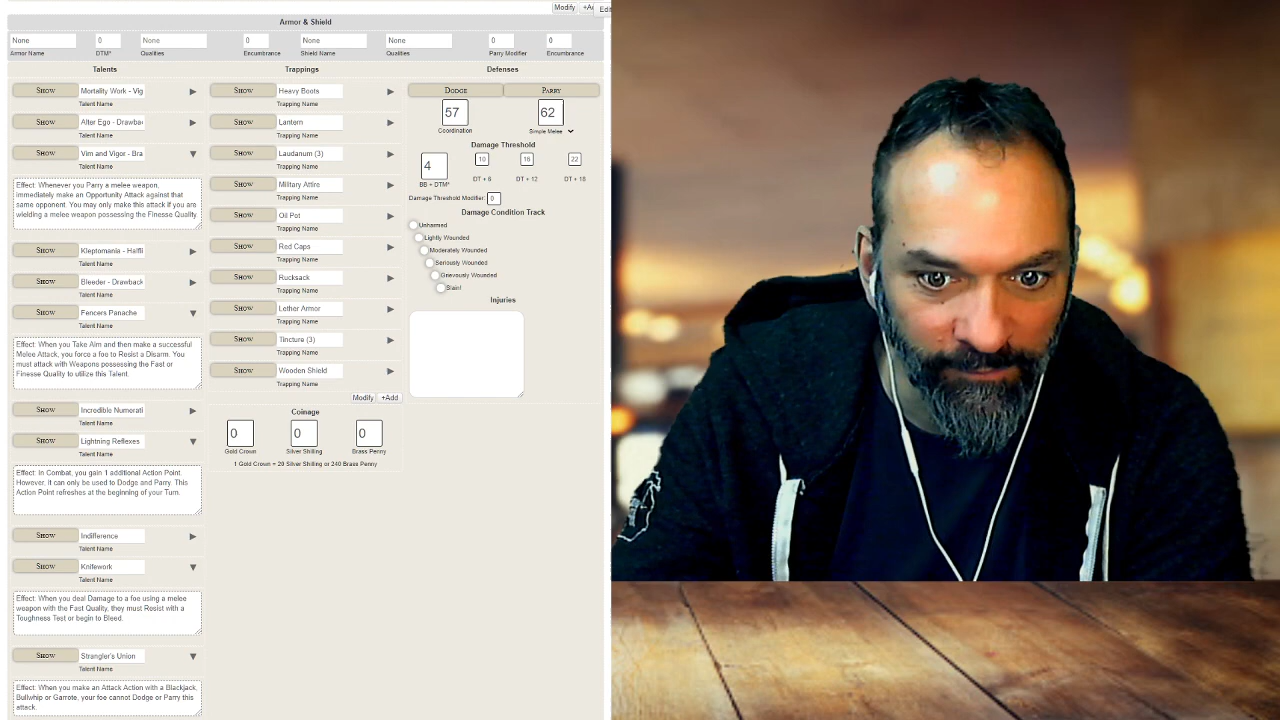 Modify +A Edit
Armor & Shield
None 0 None 0 None None 0 0
Armor Name DTM* Qualities Encumbrance Shield Name Qualities Parry Modifier Encumbrance
Talents
Show Mortality Work - Vig ▶
Talent Name
Show Alter Ego - Drawba ▶
Talent Name
Show Vim and Vigor - Bra ▼
Talent Name
Effect: Whenever you Parry a melee weapon,
immediately make an Opportunity Attack against that
same opponent. You may only make this attack if you are
wielding a melee weapon possessing the Finesse Quality
Show Kleptomania - Halfli ▶
Talent Name
Show Bleeder - Drawback ▶
Talent Name
Show Fencers Panache ▼
Talent Name
Effect: When you Take Aim and then make a successful
Melee Attack, you force a foe to Resist a Disarm. You
must attack with Weapons possessing the Fast or
Finesse Quality to utilize this Talent.
Show Incredible Numerati ▶
Talent Name
Show Lightning Reflexes ▼
Talent Name
Effect: In Combat, you gain 1 additional Action Point.
However, it can only be used to Dodge and Parry. This
Action Point refreshes at the beginning of your Turn.
Show Indifference ▶
Talent Name
Show Knifework ▼
Talent Name
Effect: When you deal Damage to a foe using a melee
weapon with the Fast Quality, they must Resist with a
Toughness Test or begin to Bleed.
Show Strangler's Union ▼
Talent Name
Effect: When you make an Attack Action with a Blackjack,
Bullwhip or Garrote, your foe cannot Dodge or Parry this
attack.
Trappings
Show Heavy Boots ▶
Trapping Name
Show Lantern ▶
Trapping Name
Show Laudanum (3) ▶
Trapping Name
Show Military Attire ▶
Trapping Name
Show Oil Pot ▶
Trapping Name
Show Red Caps ▶
Trapping Name
Show Rucksack ▶
Trapping Name
Show Lether Armor ▶
Trapping Name
Show Tincture (3) ▶
Trapping Name
Show Wooden Shield ▶
Trapping Name
Modify +Add
Coinage
0 0 0
Gold Crown Silver Shilling Brass Penny
1 Gold Crown = 20 Silver Shilling or 240 Brass Penny
Defenses
Dodge Parry
57 62
Coordination Simple Melee
Damage Threshold
4 10 16 22
BB + DTM* DT + 6 DT + 12 DT + 18
Damage Threshold Modifier: 0
Damage Condition Track
Unharmed
Lightly Wounded
Moderately Wounded
Seriously Wounded
Grievously Wounded
Slain!
Injuries